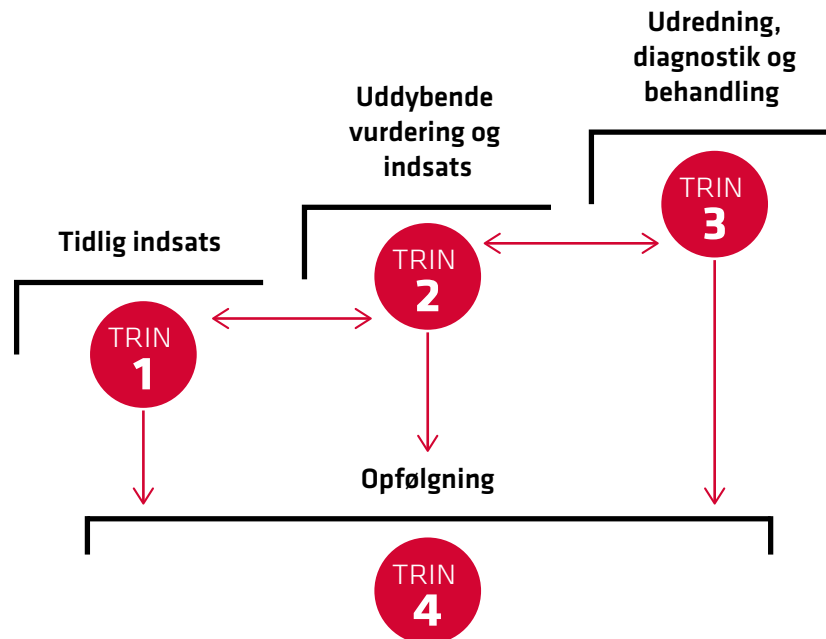 Udredning,
diagnostik og
behandling
TRIN
3
Uddybende
vurdering og
indsats
TRIN
2
Tidlig indsats
TRIN
1
Opfølgning
TRIN
4